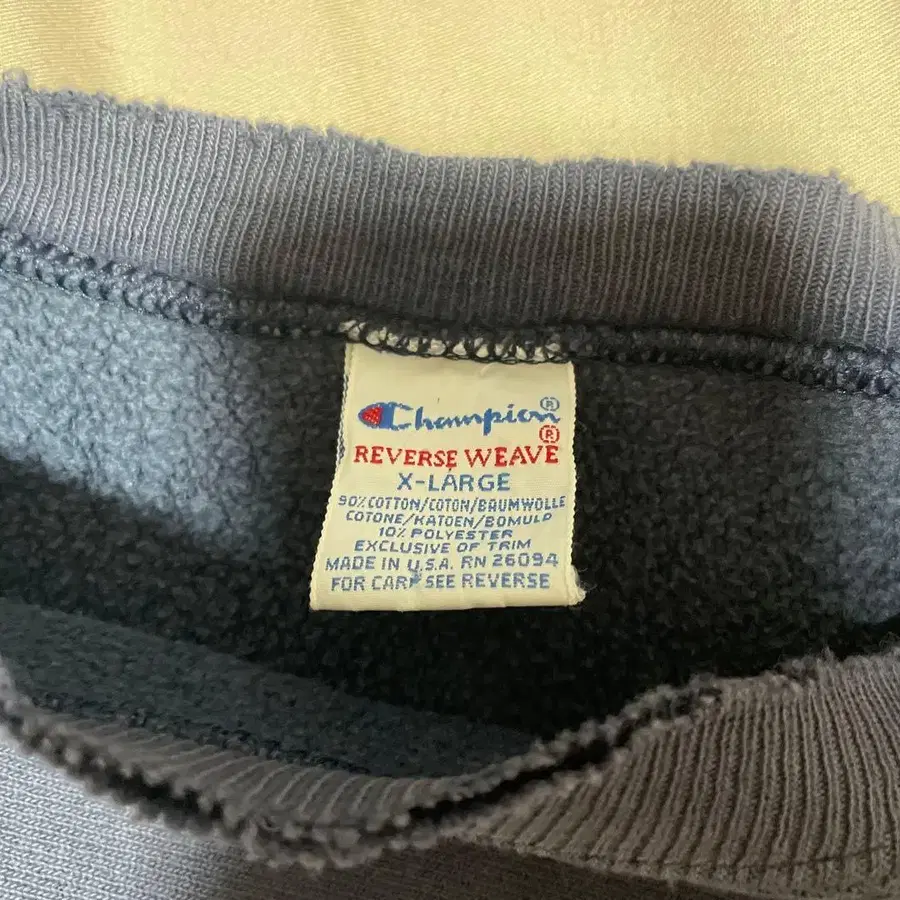 Champion®
®
REVERSE WEAVE
X-LARGE
90% COTTON/COTON/BAUMWOLLE
COTONE/KATOEN/BOMULD
10% POLYESTER
EXCLUSIVE OF TRIM
MADE IN U.S.A. RN 26094
FOR CARE SEE REVERSE